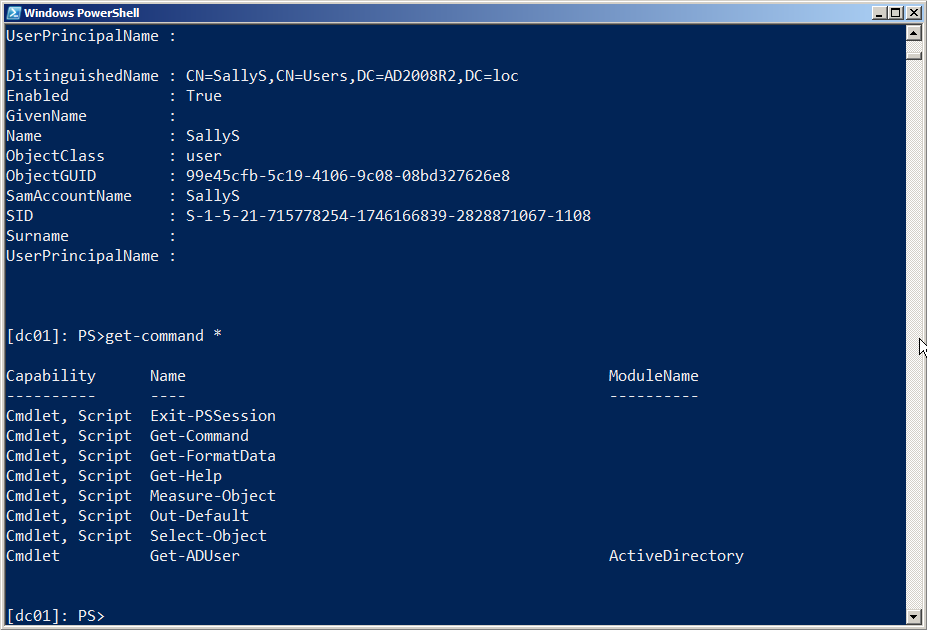 Windows PowerShell
UserPrincipalName :
DistinguishedName : CN=SallyS,CN=Users,DC=AD2008R2,DC=loc
Enabled           : True
GivenName         :
Name              : SallyS
ObjectClass       : user
ObjectGUID        : 99e45cfb-5c19-4106-9c08-08bd327626e8
SamAccountName    : SallyS
SID               : S-1-5-21-715778254-1746166839-2828871067-1108
Surname           :
UserPrincipalName :
[dc01]: PS>get-command *
Capability      Name                                               ModuleName
----------      ----                                               ----------
Cmdlet, Script  Exit-PSSession
Cmdlet, Script  Get-Command
Cmdlet, Script  Get-FormatData
Cmdlet, Script  Get-Help
Cmdlet, Script  Measure-Object
Cmdlet, Script  Out-Default
Cmdlet, Script  Select-Object
Cmdlet          Get-ADUser                                         ActiveDirectory
[dc01]: PS>